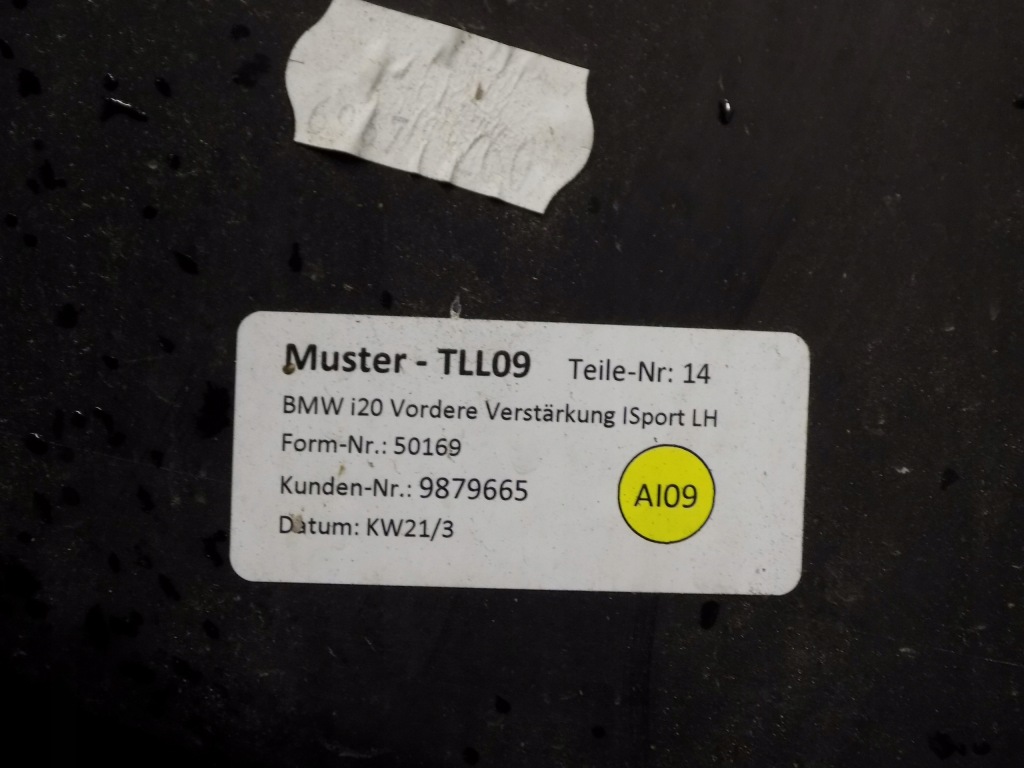 Muster - TLL09 Teile-Nr: 14
BMW i20 Vordere Verstärkung ISport LH
Form-Nr.: 50169
Kunden-Nr.: 9879665
AI09
Datum: KW21/3